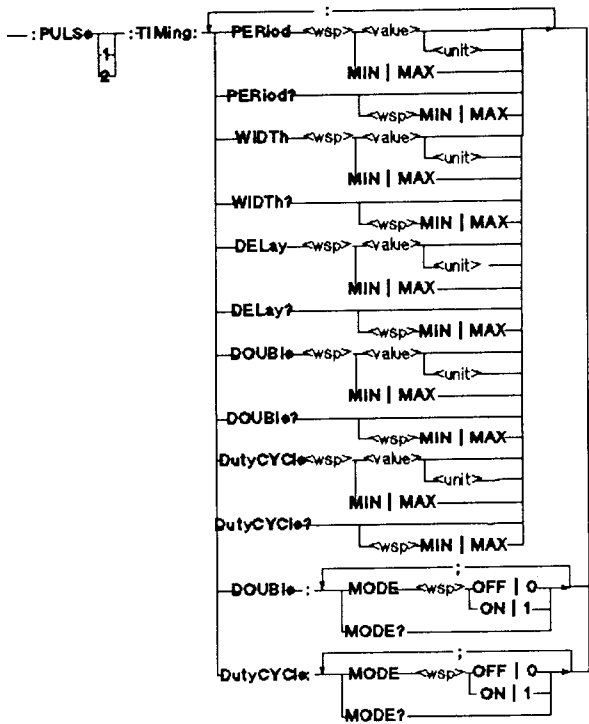 ;
:PULSe :TIMing: PERiod <wsp> <value> <unit>
1
2
MIN | MAX
PERiod? <wsp> MIN | MAX
WIDTh <wsp> <value> <unit>
MIN | MAX
WIDTh? <wsp> MIN | MAX
DELay <wsp> <value> <unit>
MIN | MAX
DELay? <wsp> MIN | MAX
DOUBle <wsp> <value> <unit>
MIN | MAX
DOUBle? <wsp> MIN | MAX
DutyCYCle <wsp> <value> <unit>
MIN | MAX
DutyCYCle? <wsp> MIN | MAX
;
DOUBle : MODE <wsp> OFF | 0
ON | 1
MODE?
;
DutyCYCle: MODE <wsp> OFF | 0
ON | 1
MODE?